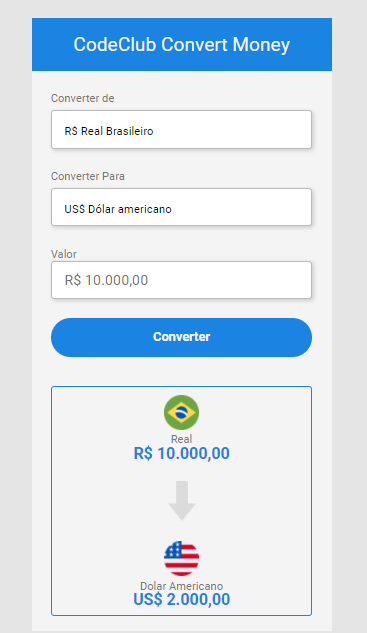 CodeClub Convert Money
Converter de
R$ Real Brasileiro
Converter Para
US$ Dólar americano
Valor
R$ 10.000,00
Converter
Real
R$ 10.000,00
Dolar Americano
US$ 2.000,00